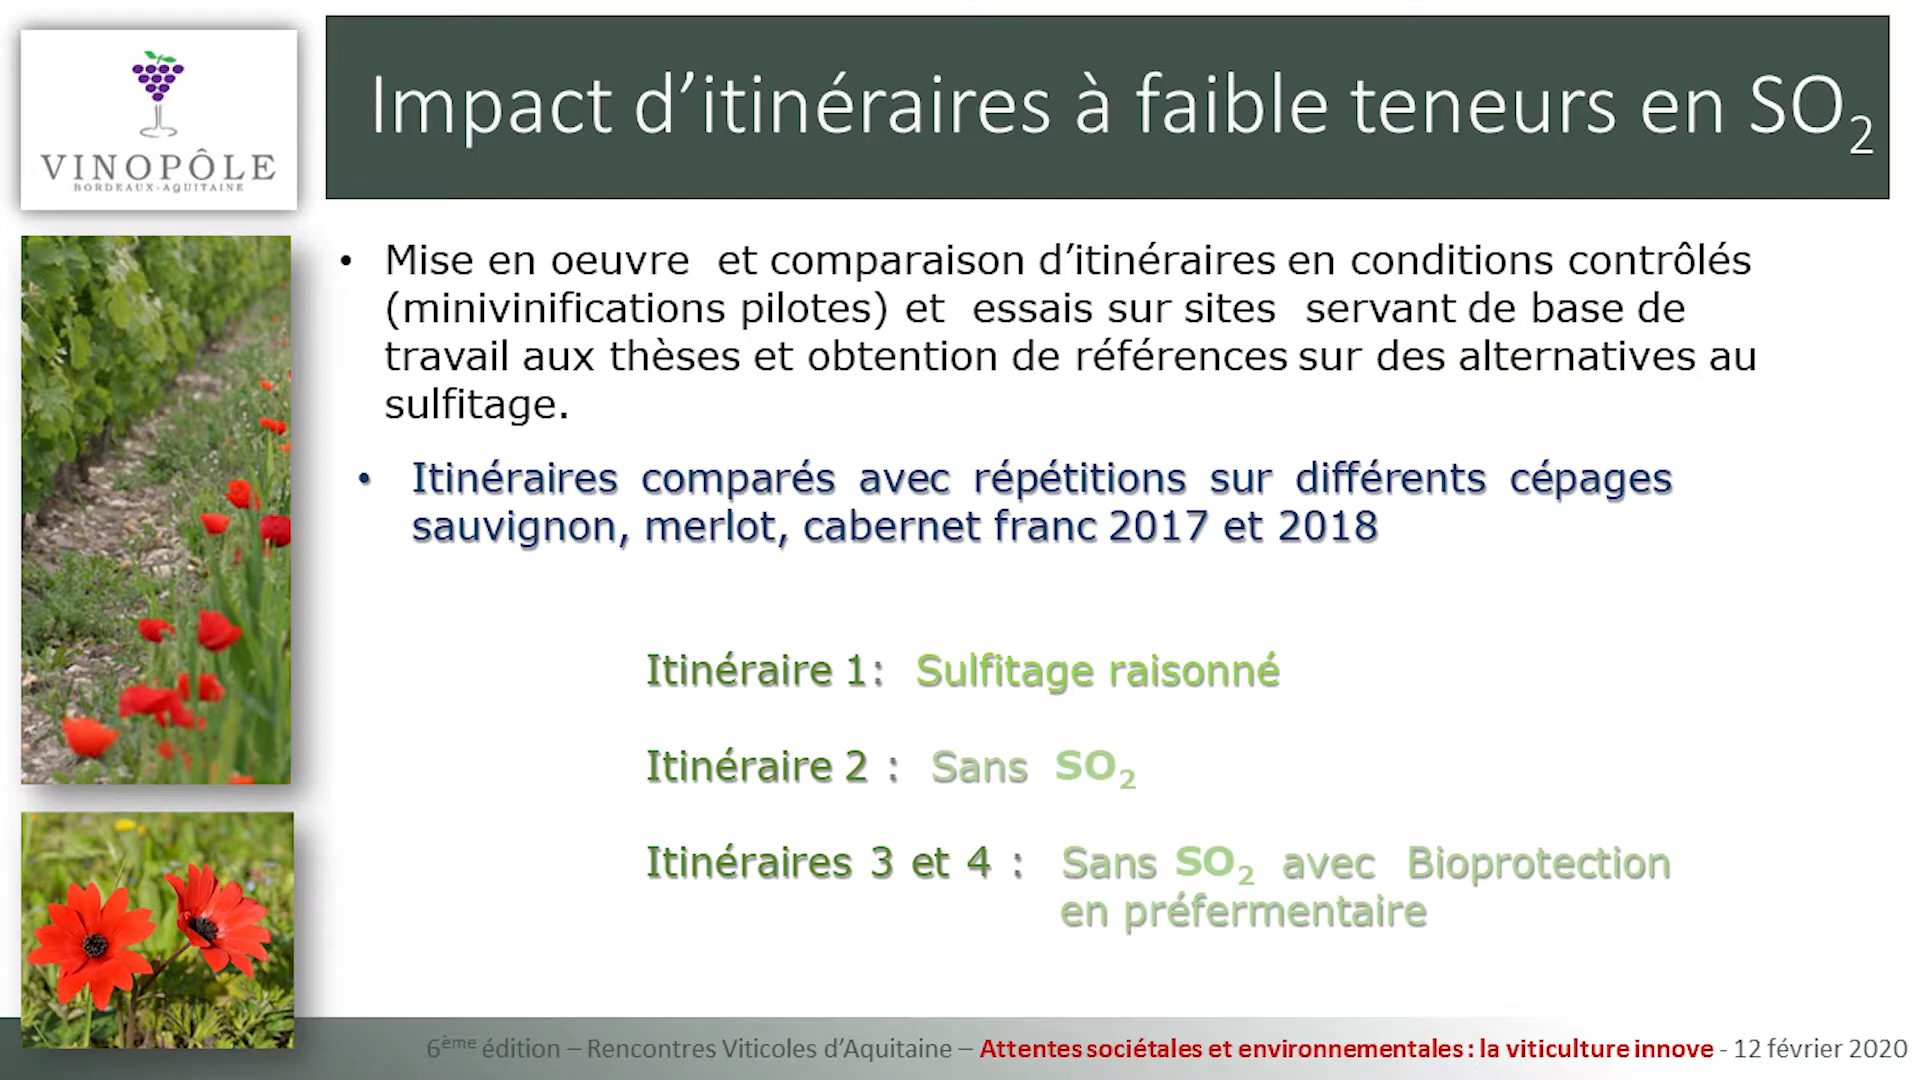 VINOPÔLE
BORDEAUX-AQUITAINE
Impact d’itinéraires à faible teneurs en SO₂
• Mise en oeuvre et comparaison d’itinéraires en conditions contrôlés
(minivinifications pilotes) et essais sur sites servant de base de
travail aux thèses et obtention de références sur des alternatives au
sulfitage.
• Itinéraires comparés avec répétitions sur différents cépages
sauvignon, merlot, cabernet franc 2017 et 2018
Itinéraire 1: Sulfitage raisonné
Itinéraire 2 : Sans SO₂
Itinéraires 3 et 4 : Sans SO₂ avec Bioprotection
en préfermentaire
6ème édition – Rencontres Viticoles d’Aquitaine – Attentes sociétales et environnementales : la viticulture innove - 12 février 2020